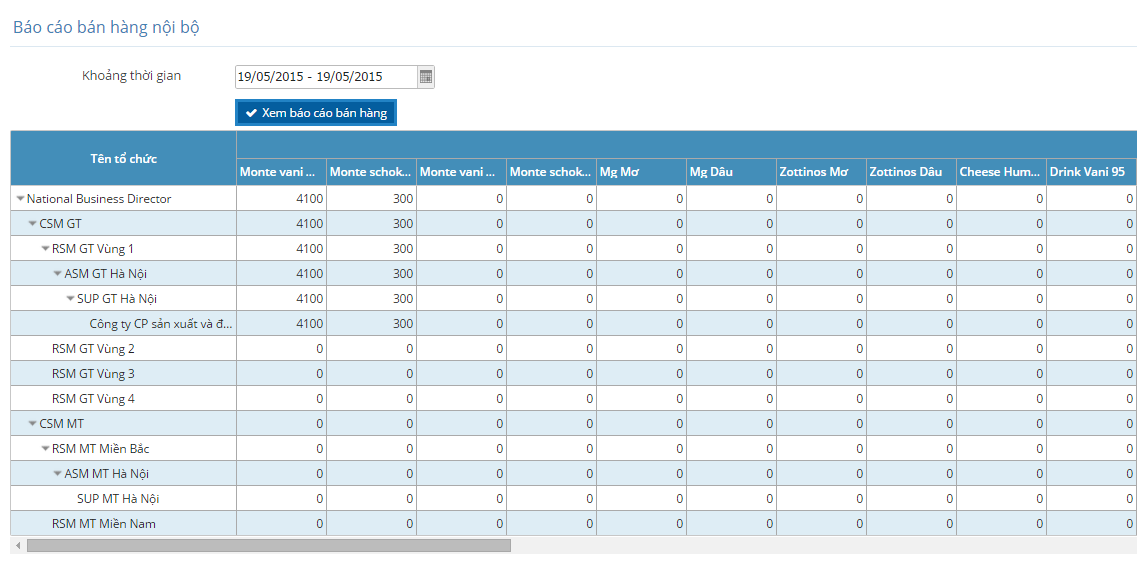 Báo cáo bán hàng nội bộ
Khoảng thời gian 19/05/2015 - 19/05/2015
Xem báo cáo bán hàng
Tên tổ chức Monte vani ... Monte schok... Monte vani ... Monte schok... Mg Mơ Mg Dâu Zottinos Mơ Zottinos Dâu Cheese Hum... Drink Vani 95
National Business Director 4100 300 0 0 0 0 0 0 0 0
CSM GT 4100 300 0 0 0 0 0 0 0 0
RSM GT Vùng 1 4100 300 0 0 0 0 0 0 0 0
ASM GT Hà Nội 4100 300 0 0 0 0 0 0 0 0
SUP GT Hà Nội 4100 300 0 0 0 0 0 0 0 0
Công ty CP sản xuất và đ... 4100 300 0 0 0 0 0 0 0 0
RSM GT Vùng 2 0 0 0 0 0 0 0 0 0 0
RSM GT Vùng 3 0 0 0 0 0 0 0 0 0 0
RSM GT Vùng 4 0 0 0 0 0 0 0 0 0 0
CSM MT 0 0 0 0 0 0 0 0 0 0
RSM MT Miền Bắc 0 0 0 0 0 0 0 0 0 0
ASM MT Hà Nội 0 0 0 0 0 0 0 0 0 0
SUP MT Hà Nội 0 0 0 0 0 0 0 0 0 0
RSM MT Miền Nam 0 0 0 0 0 0 0 0 0 0